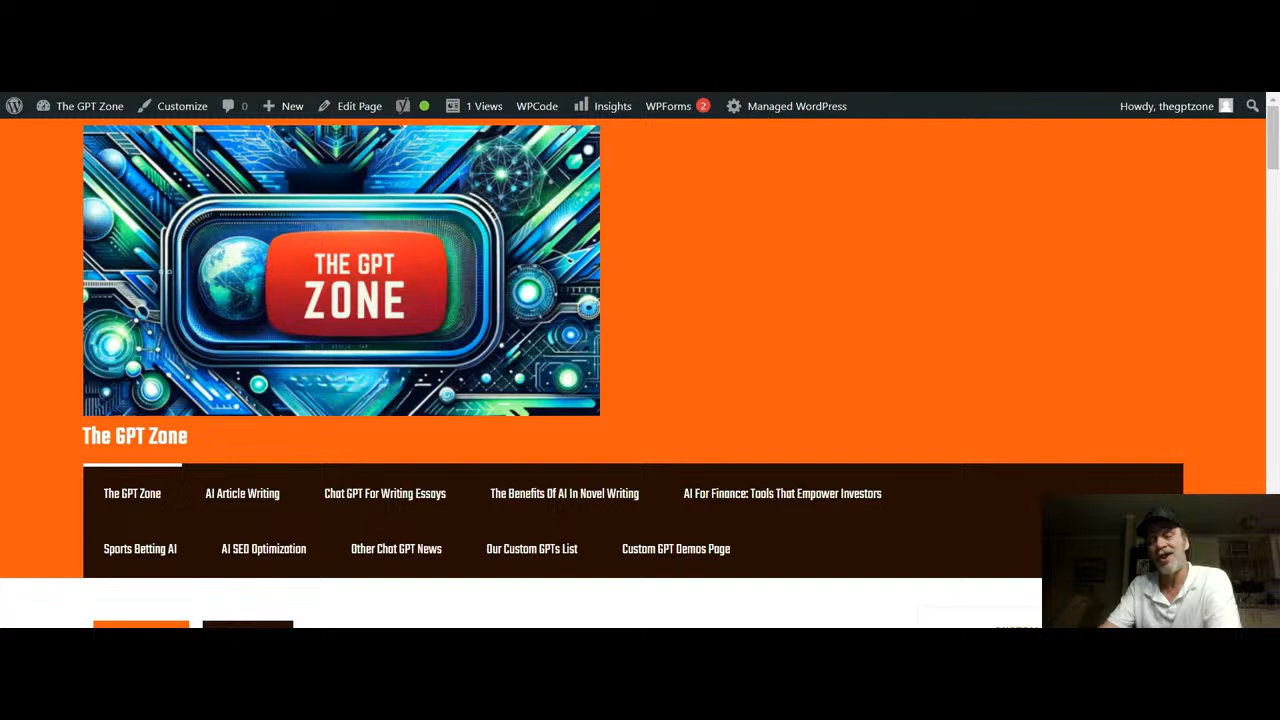 The GPT Zone Customize 0 New Edit Page 1 Views WPCode Insights WPForms 2 Managed WordPress Howdy, thegptzone
THE GPT
ZONE
The GPT Zone
The GPT Zone AI Article Writing Chat GPT For Writing Essays The Benefits Of AI In Novel Writing AI For Finance: Tools That Empower Investors
Sports Betting AI AI SEO Optimization Other Chat GPT News Our Custom GPTs List Custom GPT Demos Page